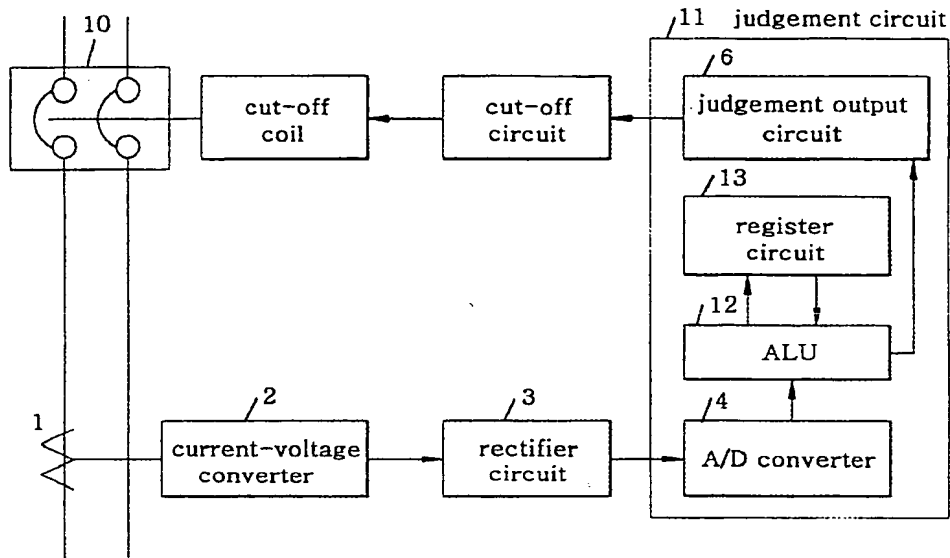 10
11
judgement circuit
6
cut-off
coil
cut-off
circuit
judgement output
circuit
13
register
circuit
12
ALU
1
2
3
4
current-voltage
converter
rectifier
circuit
A/D converter